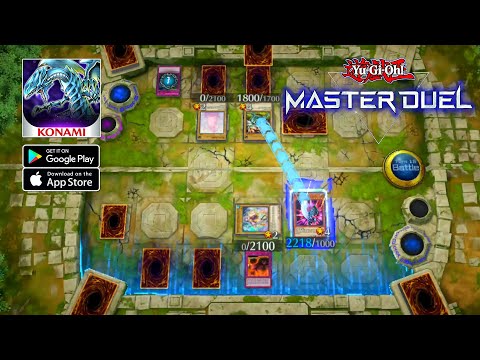 KONAMI
GET IT ON
Google Play
Download on the
App Store
Yu-Gi-Oh!
MASTER DUEL
0/2100
1800/1700
Battle
0/2100
2218/1000